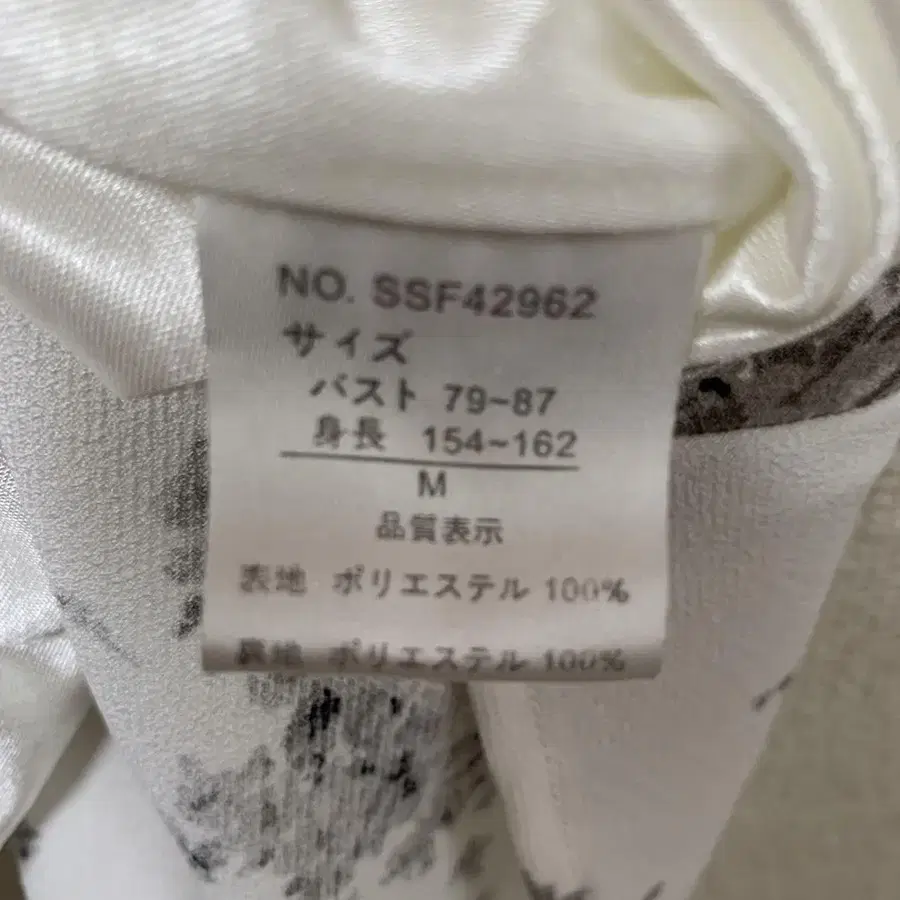 NO. SSF42962
サイズ
バスト 79~87
身長 154~162
M
品質表示
表地 ポリエステル 100%
裏地 ポリエステル 100%